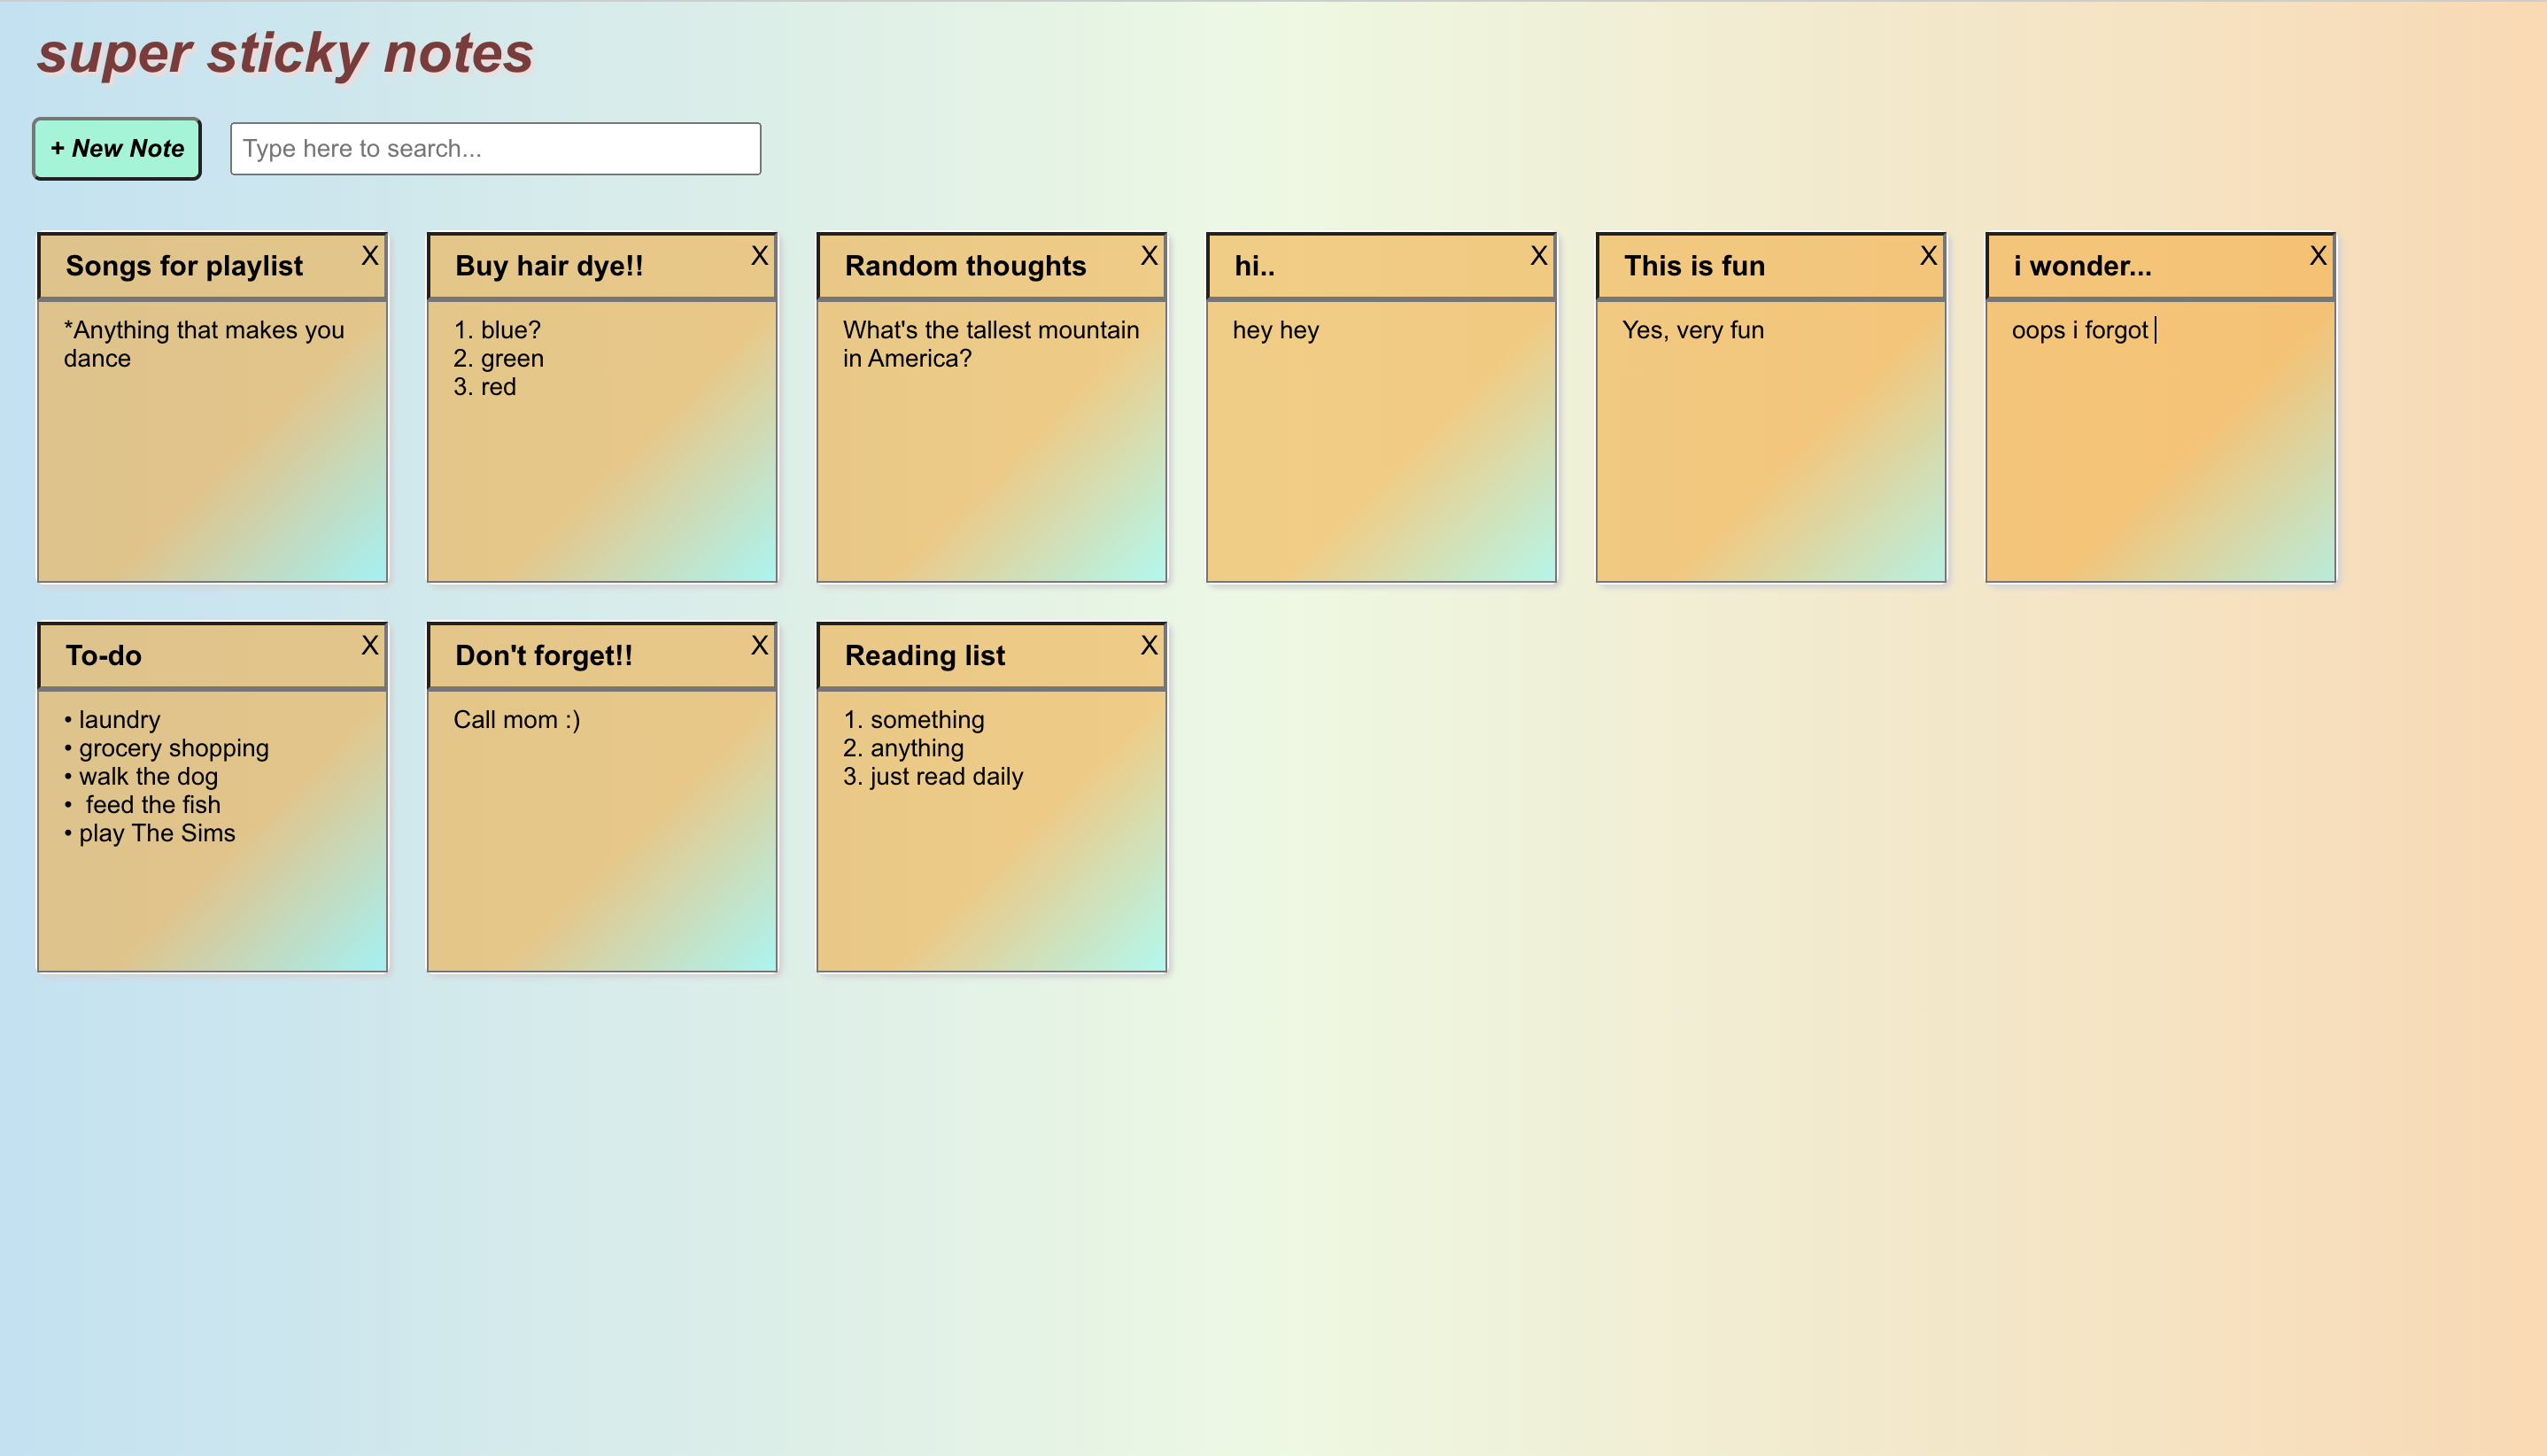 super sticky notes
+ New Note
Type here to search...
Songs for playlist
X
*Anything that makes you
dance
Buy hair dye!!
X
1. blue?
2. green
3. red
Random thoughts
X
What's the tallest mountain
in America?
hi..
X
hey hey
This is fun
X
Yes, very fun
i wonder...
X
oops i forgot
To-do
X
• laundry
• grocery shopping
• walk the dog
•  feed the fish
• play The Sims
Don't forget!!
X
Call mom :)
Reading list
X
1. something
2. anything
3. just read daily